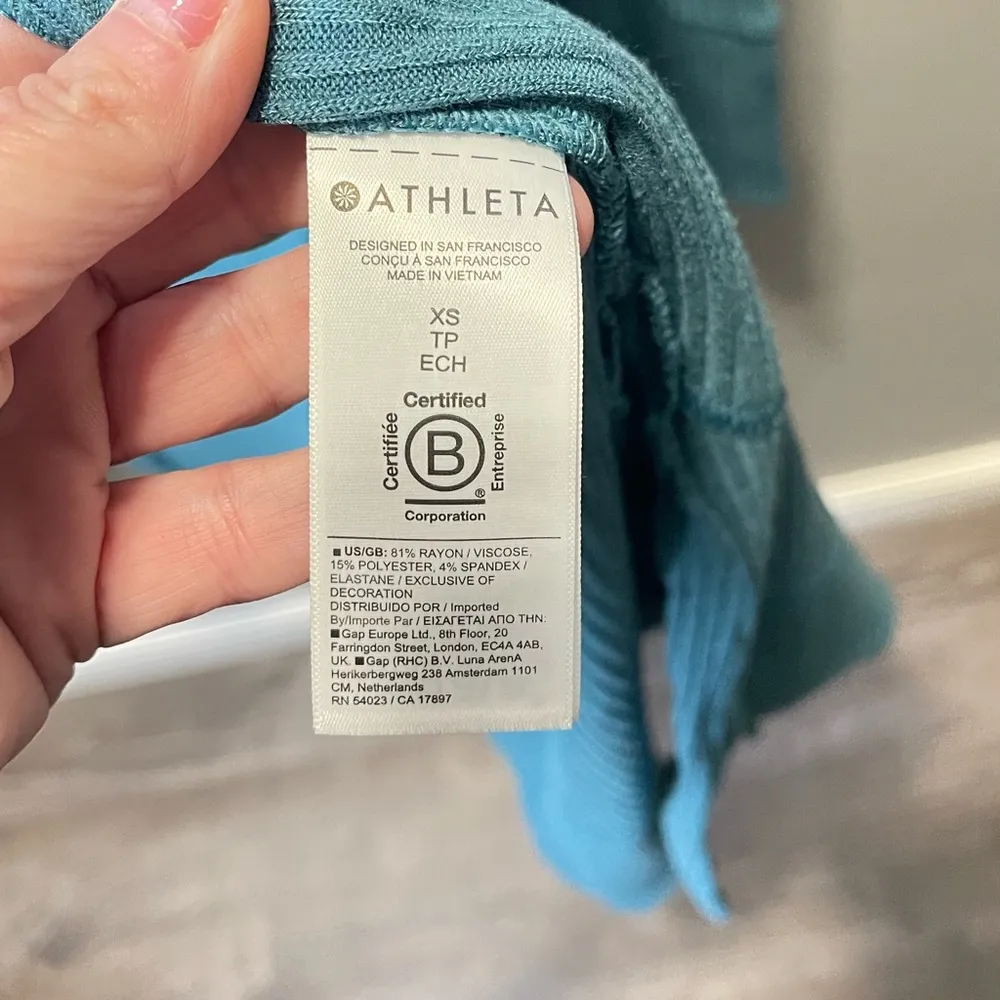 ATHLETA
DESIGNED IN SAN FRANCISCO
CONÇU À SAN FRANCISCO
MADE IN VIETNAM
XS
TP
ECH
Certified
Certifiée
B
Entreprise
®
Corporation
■ US/GB: 81% RAYON / VISCOSE,
15% POLYESTER, 4% SPANDEX /
ELASTANE / EXCLUSIVE OF
DECORATION
DISTRIBUIDO POR / Imported
By/Importe Par / ΕΙΣΑΓΕΤΑΙ ΑΠΟ ΤΗΝ:
■Gap Europe Ltd., 8th Floor, 20
Farringdon Street, London, EC4A 4AB,
UK. ■Gap (RHC) B.V. Luna ArenA
Herikerbergweg 238 Amsterdam 1101
CM, Netherlands
RN 54023 / CA 17897